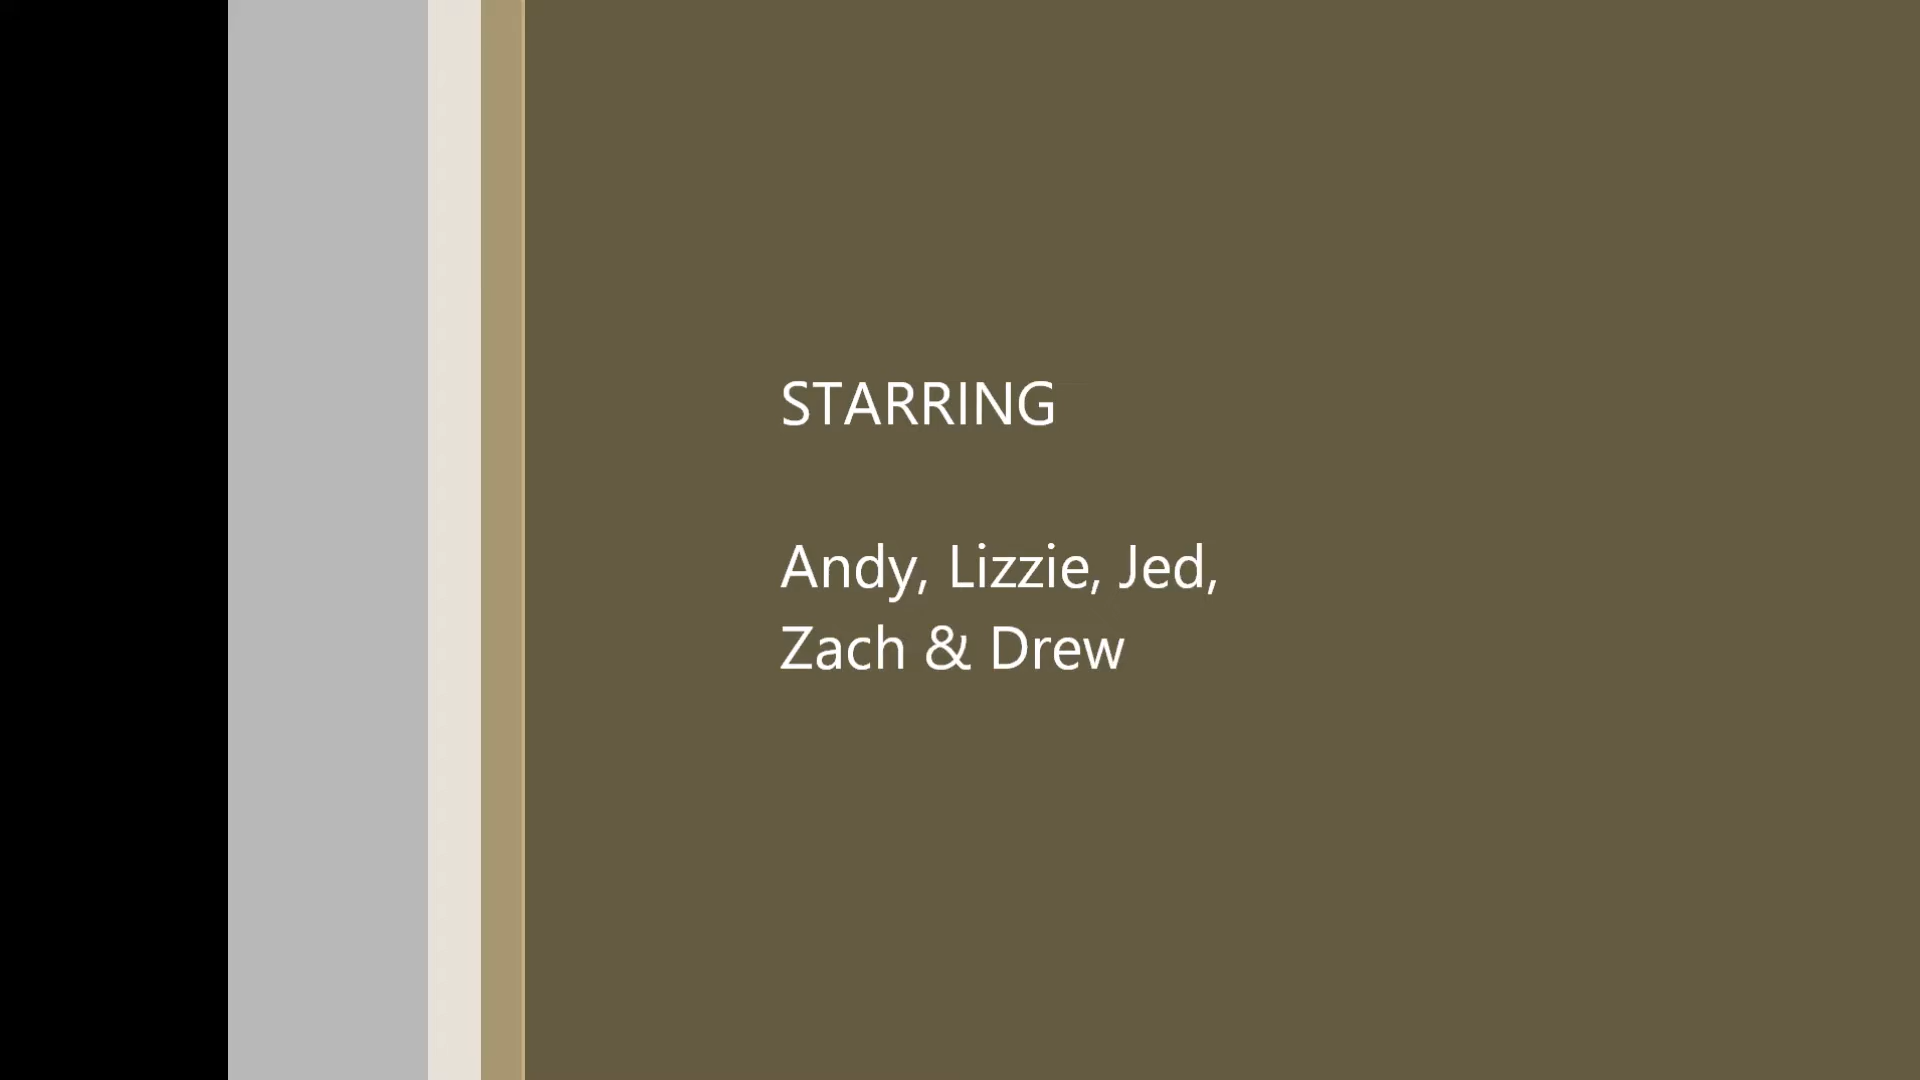 STARRING
Andy, Lizzie, Jed,
Zach & Drew